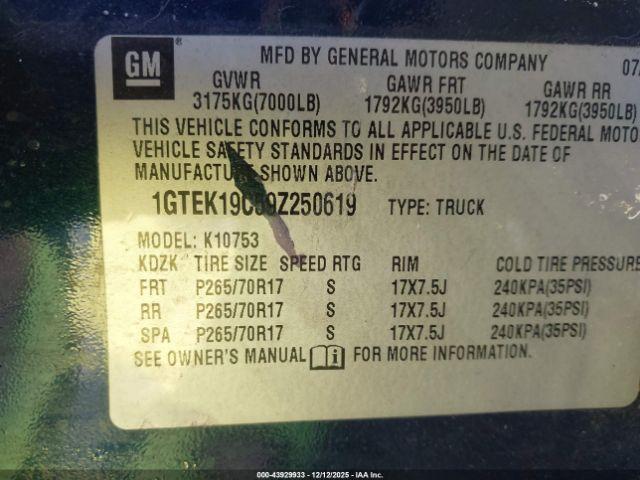 GM
®
MFD BY GENERAL MOTORS COMPANY 07/
GVWR GAWR FRT GAWR RR
3175KG(7000LB) 1792KG(3950LB) 1792KG(3950LB)
THIS VEHICLE CONFORMS TO ALL APPLICABLE U.S. FEDERAL MOTOR
VEHICLE SAFETY STANDARDS IN EFFECT ON THE DATE OF
MANUFACTURE SHOWN ABOVE.
1GTEK19C59Z250619 TYPE: TRUCK
MODEL: K10753
KDZK TIRE SIZE SPEED RTG RIM COLD TIRE PRESSURE
FRT P265/70R17 S 17X7.5J 240KPA(35PSI)
RR P265/70R17 S 17X7.5J 240KPA(35PSI)
SPA P265/70R17 S 17X7.5J 240KPA(35PSI)
SEE OWNER'S MANUAL FOR MORE INFORMATION.
000-43929933 - 12/12/2025 - IAAI, Inc.